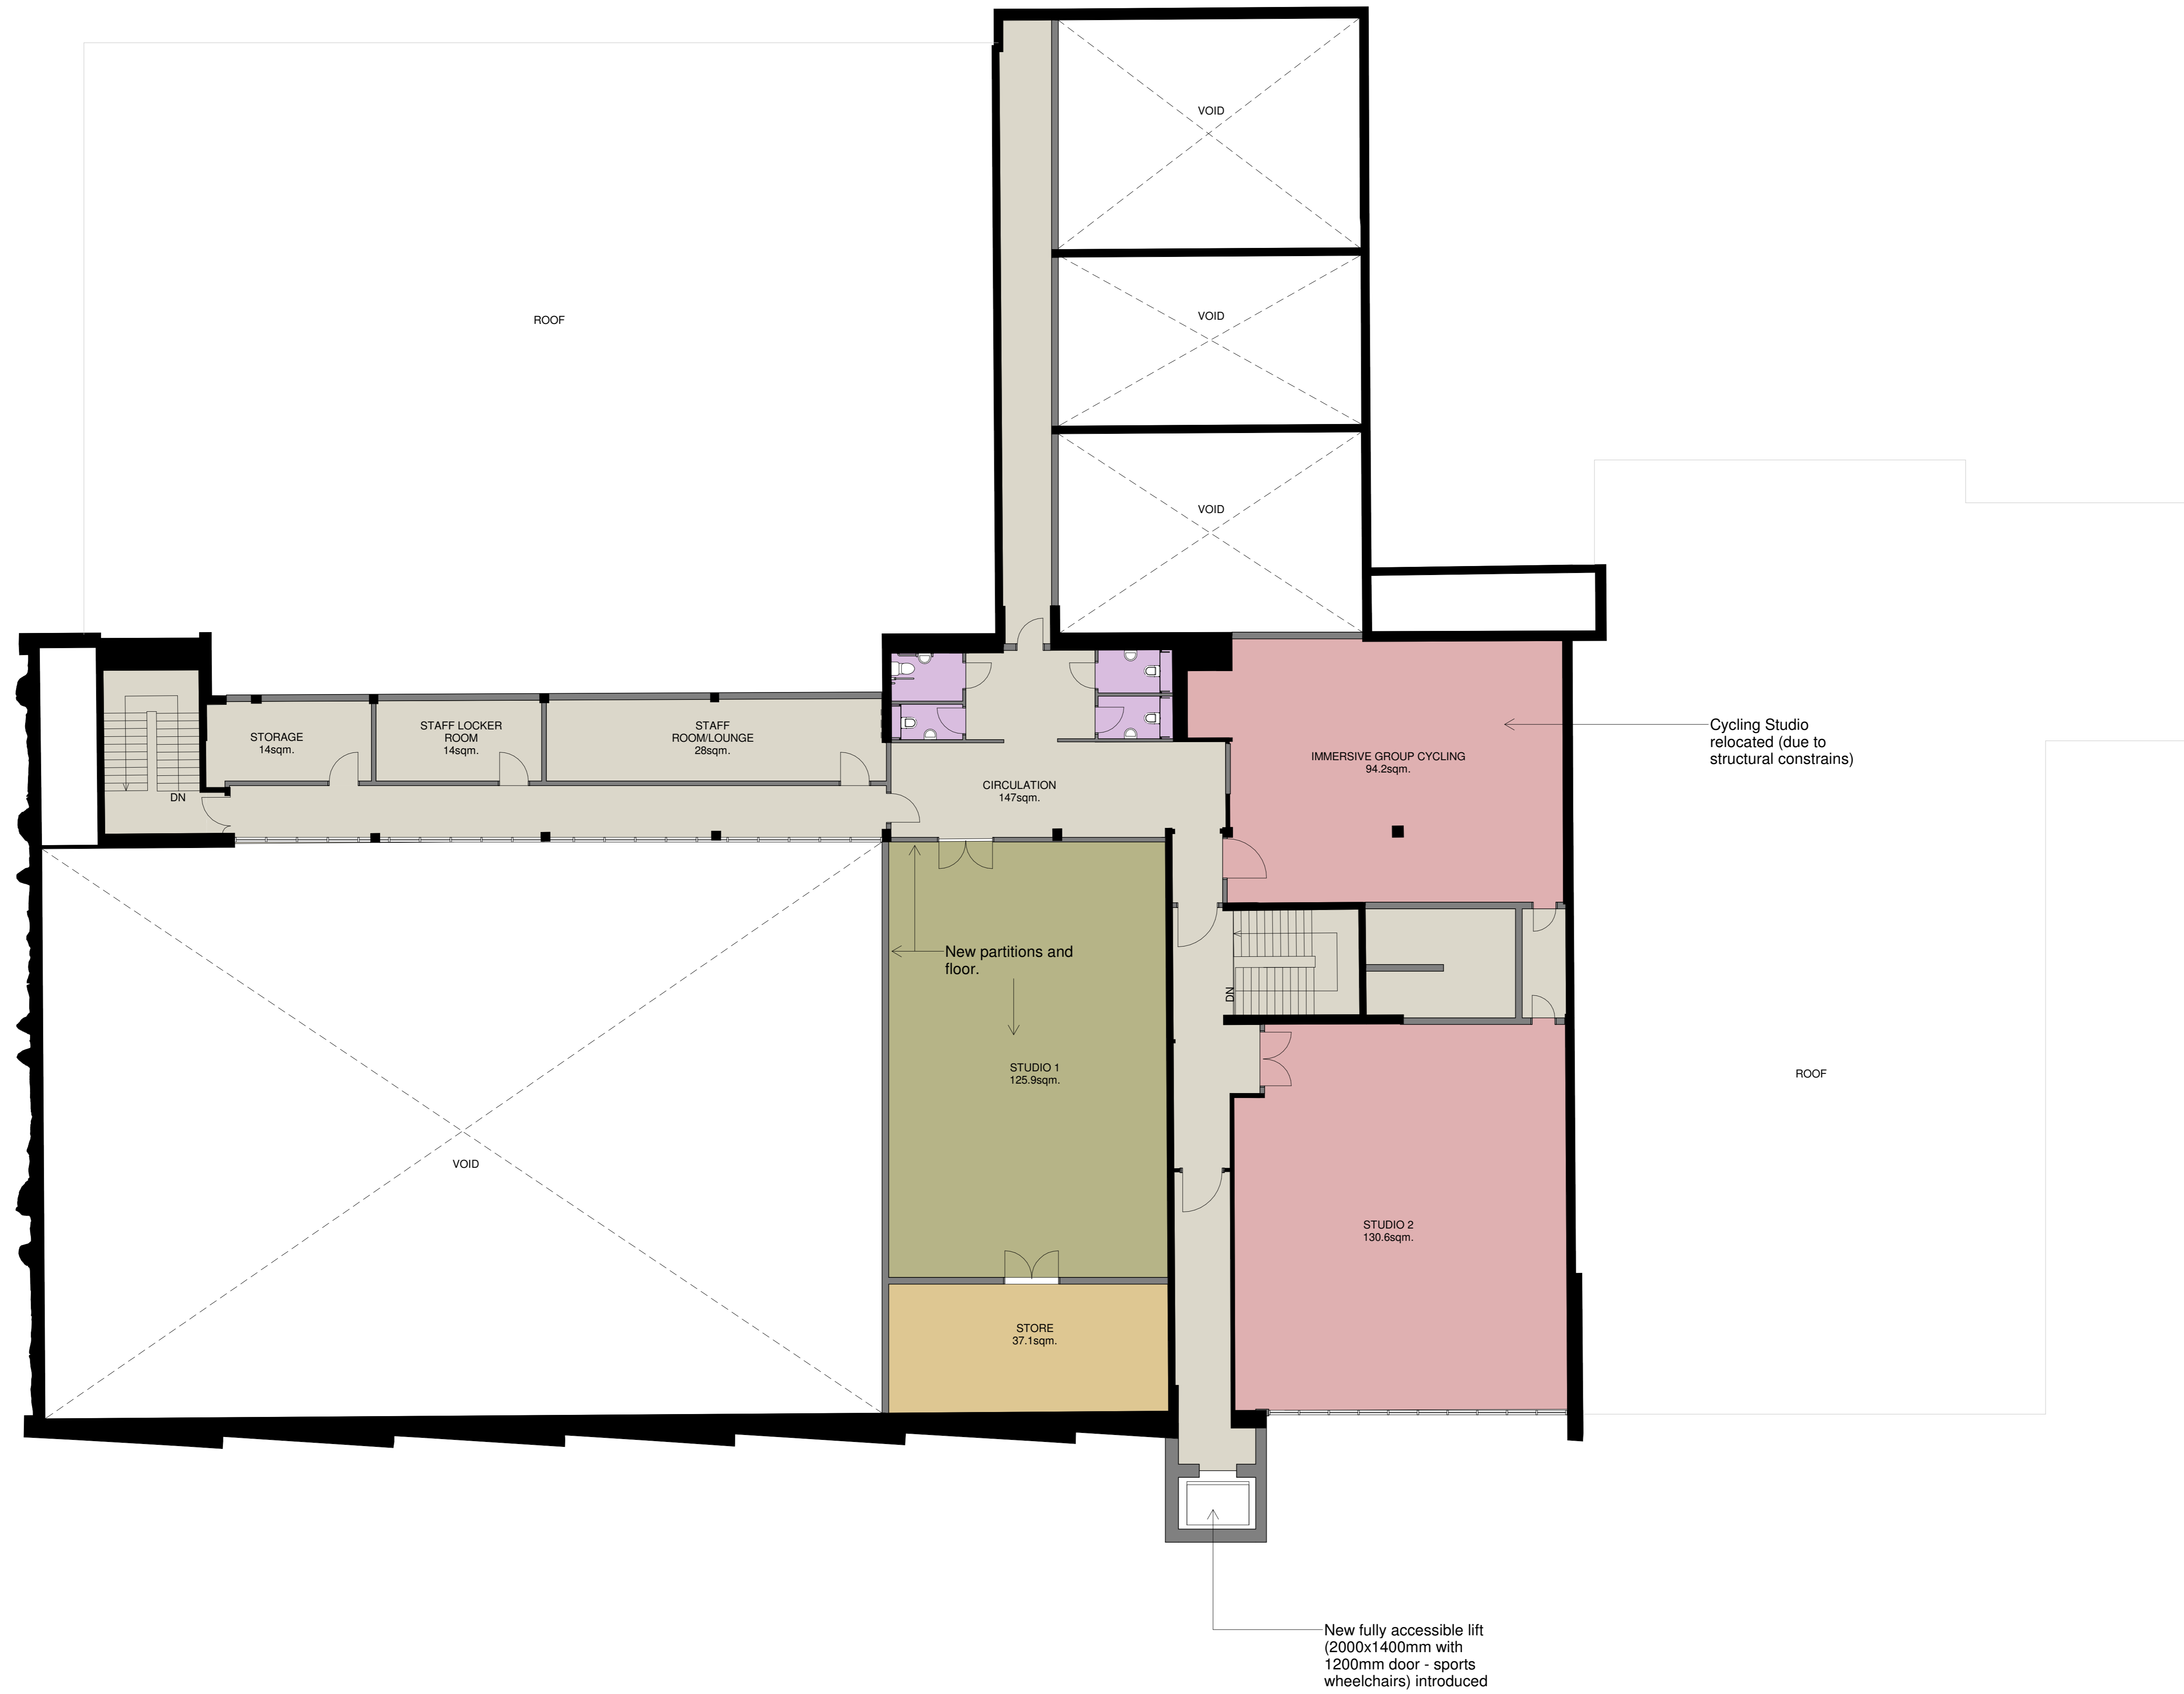 VOID
VOID
ROOF
VOID
STORAGE
14sqm.
STAFF LOCKER
ROOM
14sqm.
STAFF
ROOM/LOUNGE
28sqm.
DN
CIRCULATION
147sqm.
IMMERSIVE GROUP CYCLING
94.2sqm.
Cycling Studio
relocated (due to
structural constrains)
New partitions and
floor.
DN
STUDIO 1
125.9sqm.
ROOF
VOID
STUDIO 2
130.6sqm.
STORE
37.1sqm.
New fully accessible lift
(2000x1400mm with
1200mm door - sports
wheelchairs) introduced